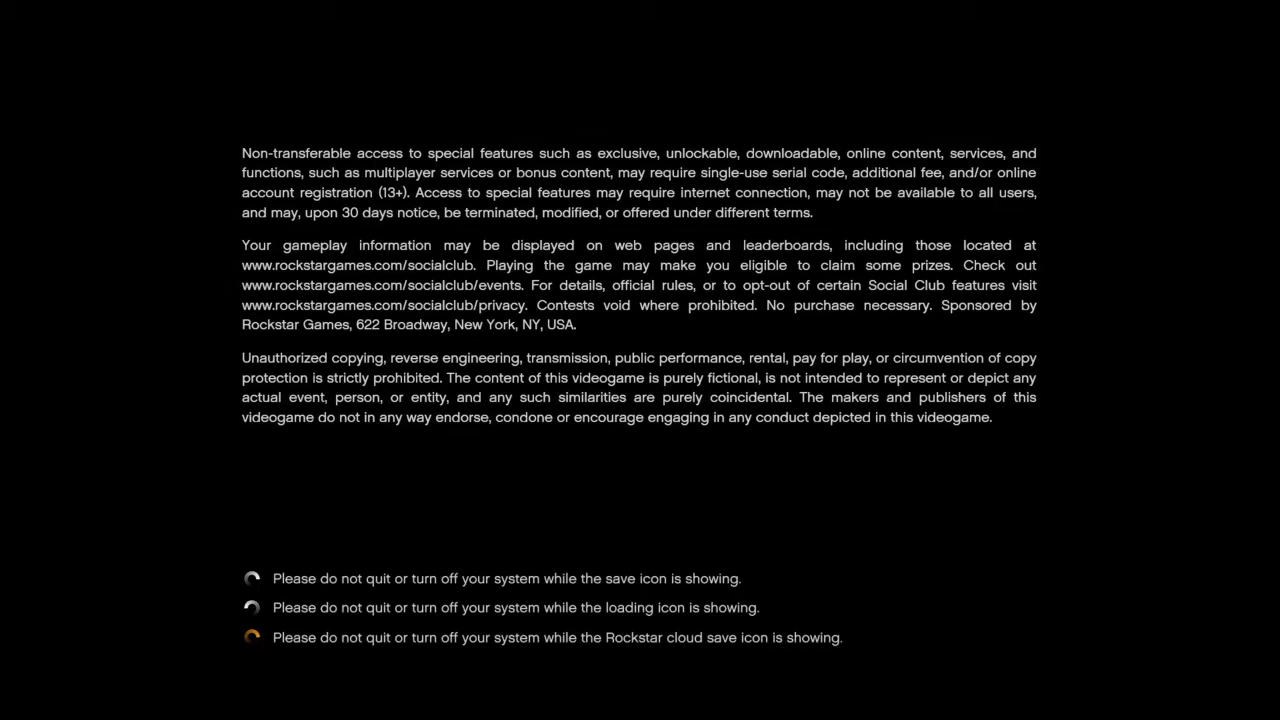 Non-transferable access to special features such as exclusive, unlockable, downloadable, online content, services, and
functions, such as multiplayer services or bonus content, may require single-use serial code, additional fee, and/or online
account registration (13+). Access to special features may require internet connection, may not be available to all users,
and may, upon 30 days notice, be terminated, modified, or offered under different terms.
Your gameplay information may be displayed on web pages and leaderboards, including those located at
www.rockstargames.com/socialclub. Playing the game may make you eligible to claim some prizes. Check out
www.rockstargames.com/socialclub/events. For details, official rules, or to opt-out of certain Social Club features visit
www.rockstargames.com/socialclub/privacy. Contests void where prohibited. No purchase necessary. Sponsored by
Rockstar Games, 622 Broadway, New York, NY, USA.
Unauthorized copying, reverse engineering, transmission, public performance, rental, pay for play, or circumvention of copy
protection is strictly prohibited. The content of this videogame is purely fictional, is not intended to represent or depict any
actual event, person, or entity, and any such similarities are purely coincidental. The makers and publishers of this
videogame do not in any way endorse, condone or encourage engaging in any conduct depicted in this videogame.
Please do not quit or turn off your system while the save icon is showing.
Please do not quit or turn off your system while the loading icon is showing.
Please do not quit or turn off your system while the Rockstar cloud save icon is showing.